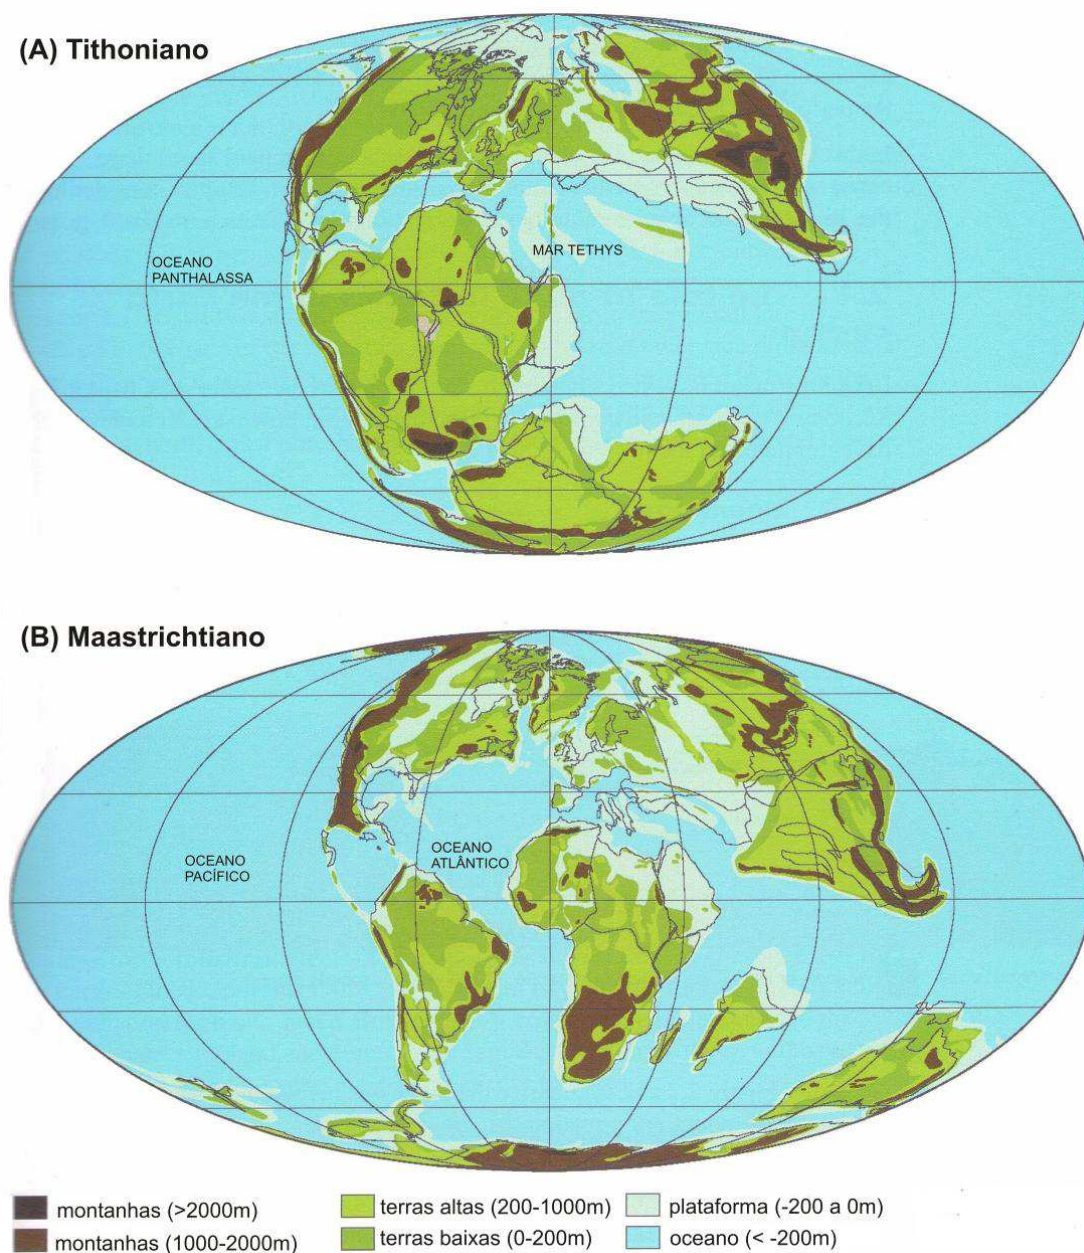 (A) Tithoniano
OCEANO
PANTHALASSA
MAR TETHYS
(B) Maastrichtiano
OCEANO
PACÍFICO
OCEANO
ATLÂNTICO
montanhas (>2000m)
terras altas (200-1000m)
plataforma (-200 a 0m)
montanhas (1000-2000m)
terras baixas (0-200m)
oceano (< -200m)